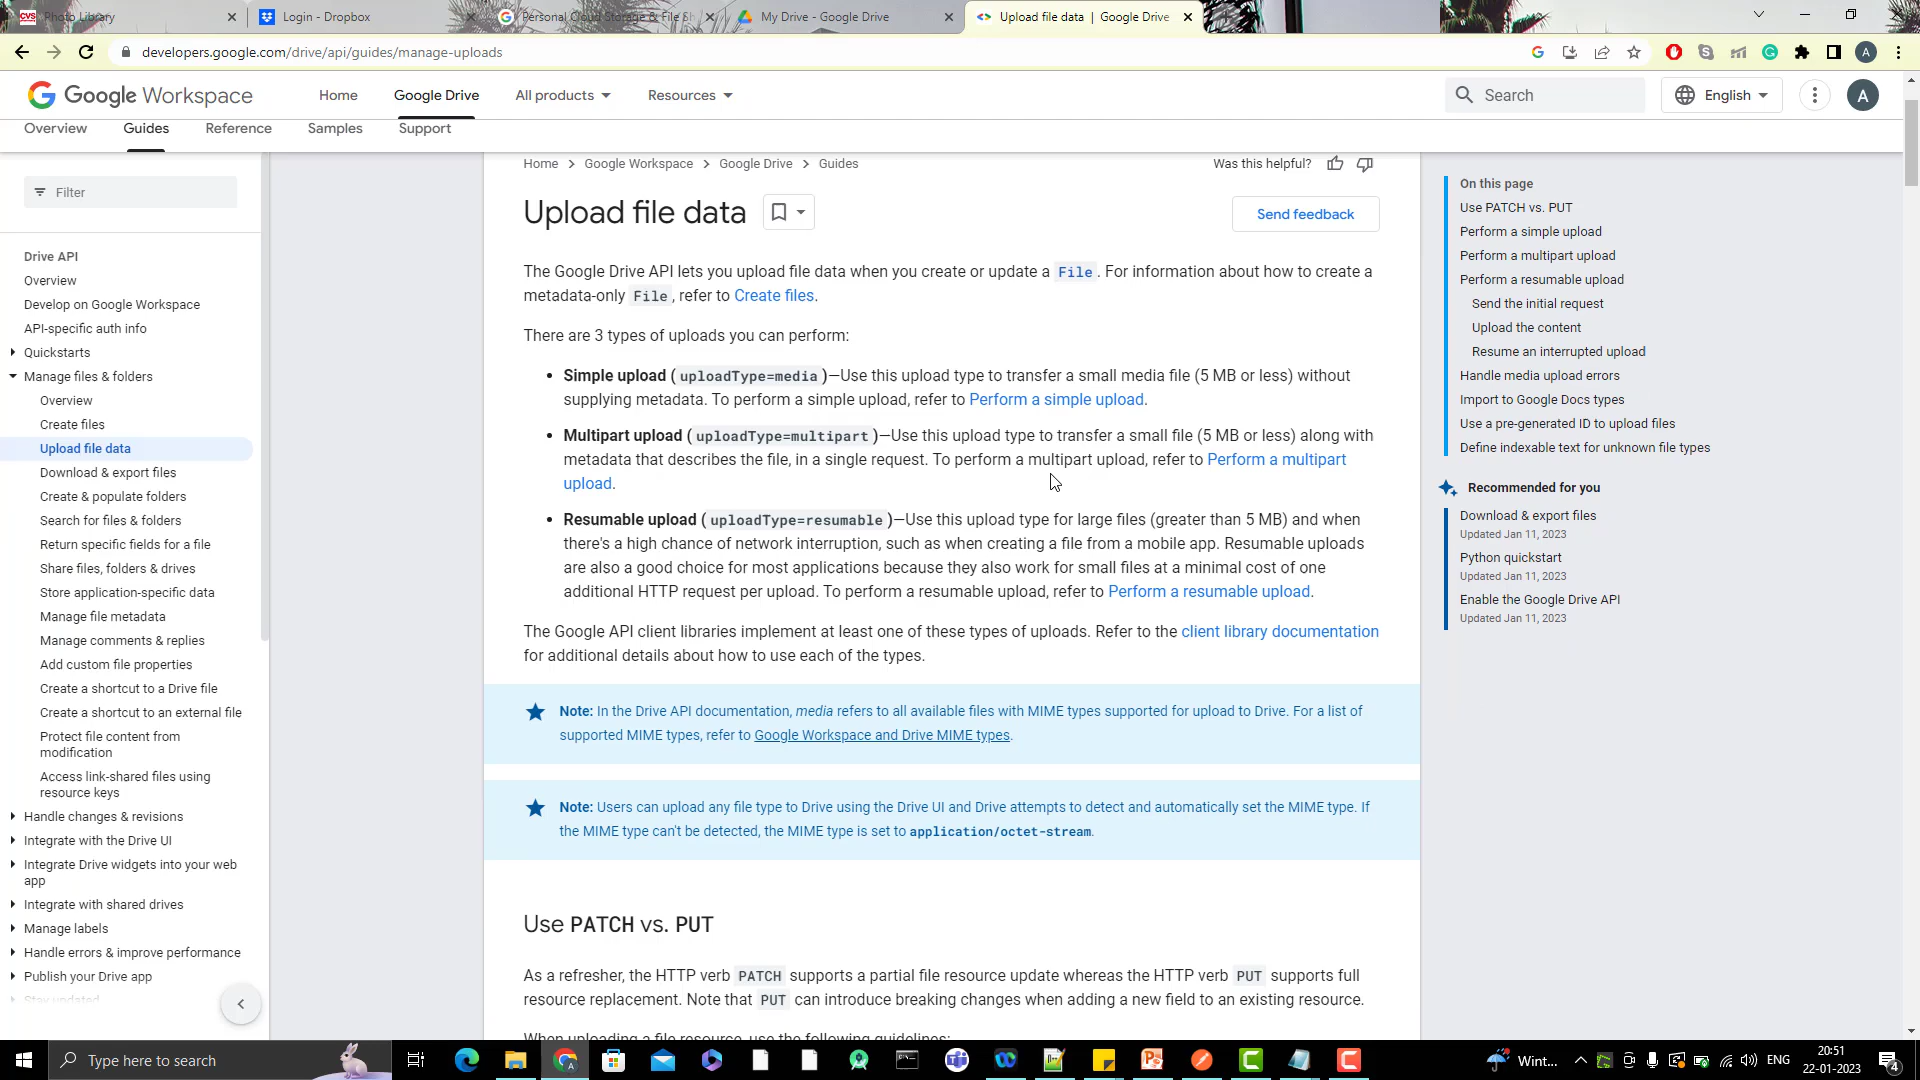 CVS Photo Library
Login - Dropbox
Personal Cloud Storage & File Sh
My Drive - Google Drive
Upload file data | Google Drive
developers.google.com/drive/api/guides/manage-uploads
A
Google Workspace
Home
Google Drive
All products
Resources
Search
English
A
Overview
Guides
Reference
Samples
Support
Filter
Drive API
Overview
Develop on Google Workspace
API-specific auth info
Quickstarts
Manage files & folders
Overview
Create files
Upload file data
Download & export files
Create & populate folders
Search for files & folders
Return specific fields for a file
Share files, folders & drives
Store application-specific data
Manage file metadata
Manage comments & replies
Add custom file properties
Create a shortcut to a Drive file
Create a shortcut to an external file
Protect file content from
modification
Access link-shared files using
resource keys
Handle changes & revisions
Integrate with the Drive UI
Integrate Drive widgets into your web
app
Integrate with shared drives
Manage labels
Handle errors & improve performance
Publish your Drive app
Stay updated
Home > Google Workspace > Google Drive > Guides
Was this helpful?
Upload file data
Send feedback
The Google Drive API lets you upload file data when you create or update a File. For information about how to create a
metadata-only File, refer to Create files.
There are 3 types of uploads you can perform:
• Simple upload (uploadType=media)—Use this upload type to transfer a small media file (5 MB or less) without
supplying metadata. To perform a simple upload, refer to Perform a simple upload.
• Multipart upload (uploadType=multipart)—Use this upload type to transfer a small file (5 MB or less) along with
metadata that describes the file, in a single request. To perform a multipart upload, refer to Perform a multipart
upload.
• Resumable upload (uploadType=resumable)—Use this upload type for large files (greater than 5 MB) and when
there's a high chance of network interruption, such as when creating a file from a mobile app. Resumable uploads
are also a good choice for most applications because they also work for small files at a minimal cost of one
additional HTTP request per upload. To perform a resumable upload, refer to Perform a resumable upload.
The Google API client libraries implement at least one of these types of uploads. Refer to the client library documentation
for additional details about how to use each of the types.
Note: In the Drive API documentation, media refers to all available files with MIME types supported for upload to Drive. For a list of
supported MIME types, refer to Google Workspace and Drive MIME types.
Note: Users can upload any file type to Drive using the Drive UI and Drive attempts to detect and automatically set the MIME type. If
the MIME type can't be detected, the MIME type is set to application/octet-stream.
Use PATCH vs. PUT
As a refresher, the HTTP verb PATCH supports a partial file resource update whereas the HTTP verb PUT supports full
resource replacement. Note that PUT can introduce breaking changes when adding a new field to an existing resource.
When uploading a file resource, use the following guidelines:
On this page
Use PATCH vs. PUT
Perform a simple upload
Perform a multipart upload
Perform a resumable upload
Send the initial request
Upload the content
Resume an interrupted upload
Handle media upload errors
Import to Google Docs types
Use a pre-generated ID to upload files
Define indexable text for unknown file types
Recommended for you
Download & export files
Updated Jan 11, 2023
Python quickstart
Updated Jan 11, 2023
Enable the Google Drive API
Updated Jan 11, 2023
Type here to search
Wint...
ENG
20:51
22-01-2023
4